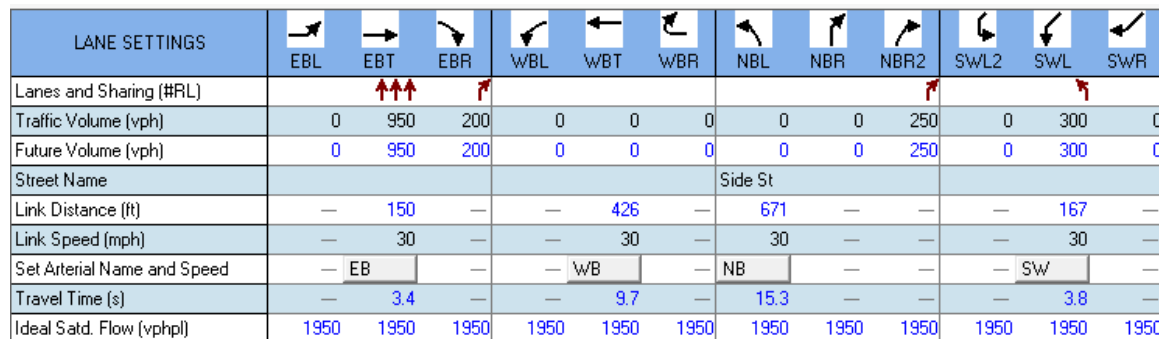 LANE SETTINGS EBL EBT EBR WBL WBT WBR NBL NBR NBR2 SWL2 SWL SWR
Lanes and Sharing (#RL)
Traffic Volume (vph) 0 950 200 0 0 0 0 0 250 0 300 0
Future Volume (vph) 0 950 200 0 0 0 0 0 250 0 300 0
Street Name Side St
Link Distance (ft) — 150 — — 426 — 671 — — — 167 —
Link Speed (mph) — 30 — — 30 — 30 — — — 30 —
Set Arterial Name and Speed — EB — — WB — NB — — — SW —
Travel Time (s) — 3.4 — — 9.7 — 15.3 — — — 3.8 —
Ideal Satd. Flow (vphpl) 1950 1950 1950 1950 1950 1950 1950 1950 1950 1950 1950 1950